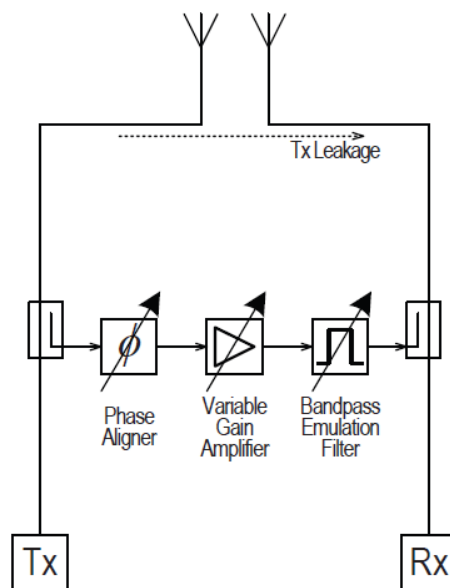 Tx Leakage
ϕ
Phase
Aligner
Variable
Gain
Amplifier
Bandpass
Emulation
Filter
Tx
Rx